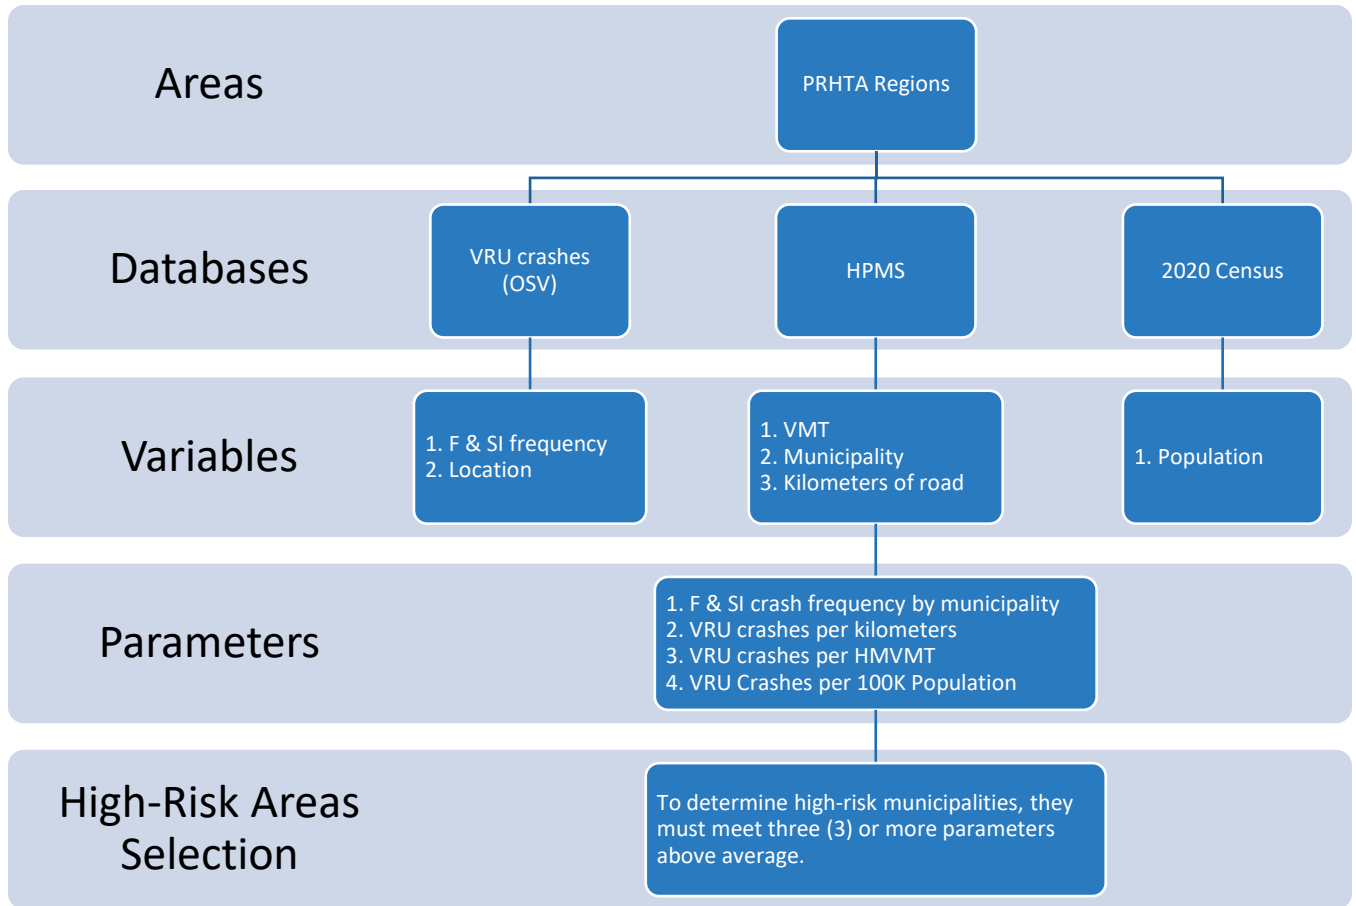 Areas
PRHTA Regions
Databases
VRU crashes
(OSV)
HPMS
2020 Census
Variables
1. F & SI frequency
2. Location
1. VMT
2. Municipality
3. Kilometers of road
1. Population
Parameters
1. F & SI crash frequency by municipality
2. VRU crashes per kilometers
3. VRU crashes per HMVMT
4. VRU Crashes per 100K Population
High-Risk Areas
Selection
To determine high-risk municipalities, they
must meet three (3) or more parameters
above average.